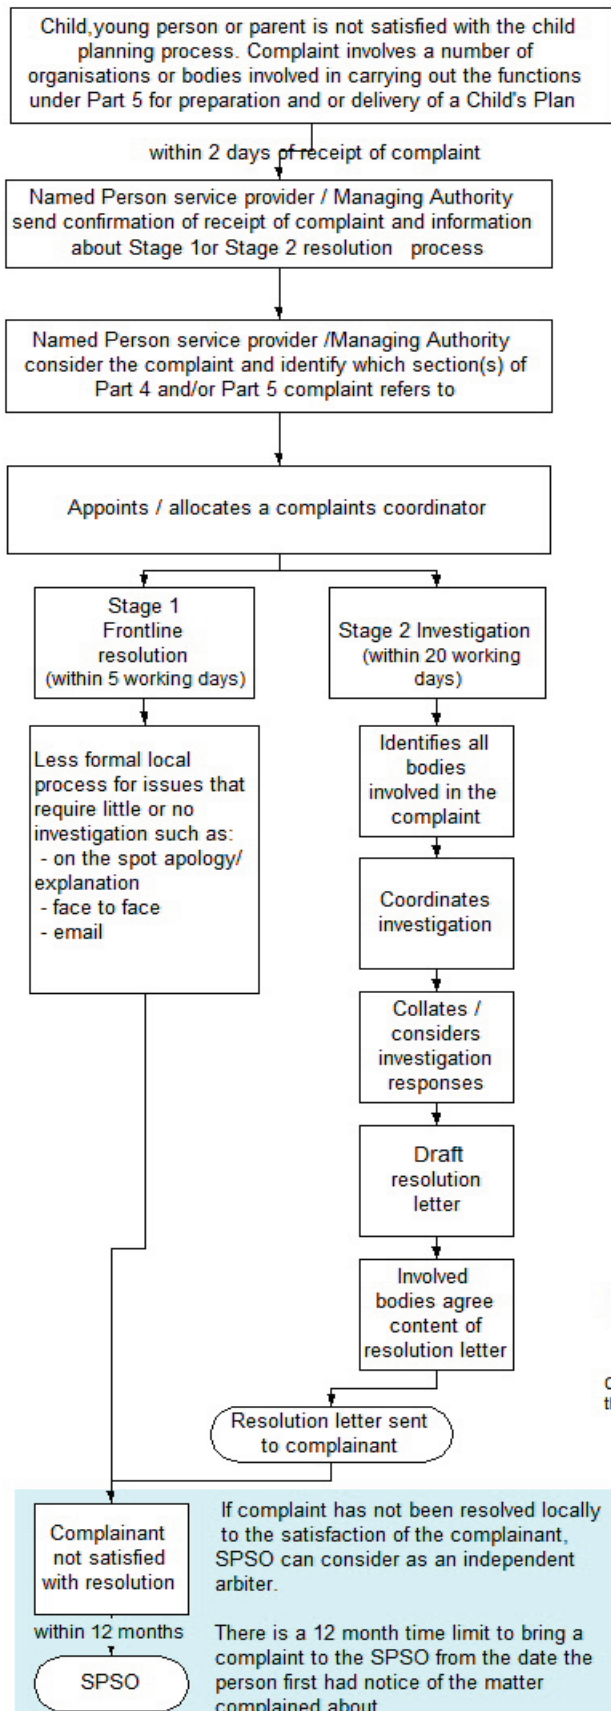 Child,young person or parent is not satisfied with the child
planning process. Complaint involves a number of
organisations or bodies involved in carrying out the functions
under Part 5 for preparation and or delivery of a Child's Plan
within 2 days of receipt of complaint
Named Person service provider / Managing Authority
send confirmation of receipt of complaint and information
about Stage 1or Stage 2 resolution process
Named Person service provider /Managing Authority
consider the complaint and identify which section(s) of
Part 4 and/or Part 5 complaint refers to
Appoints / allocates a complaints coordinator
Stage 1
Frontline
resolution
(within 5 working days)
Less formal local
process for issues that
require little or no
investigation such as:
- on the spot apology/
explanation
- face to face
- email
Stage 2 Investigation
(within 20 working
days)
Identifies all
bodies
involved in the
complaint
Coordinates
investigation
Collates /
considers
investigation
responses
Draft
resolution
letter
Involved
bodies agree
content of
resolution letter
Resolution letter sent
to complainant
Complainant
not satisfied
with resolution
within 12 months
SPSO
If complaint has not been resolved locally
to the satisfaction of the complainant,
SPSO can consider as an independent
arbiter.
There is a 12 month time limit to bring a
complaint to the SPSO from the date the
person first had notice of the matter
complained about